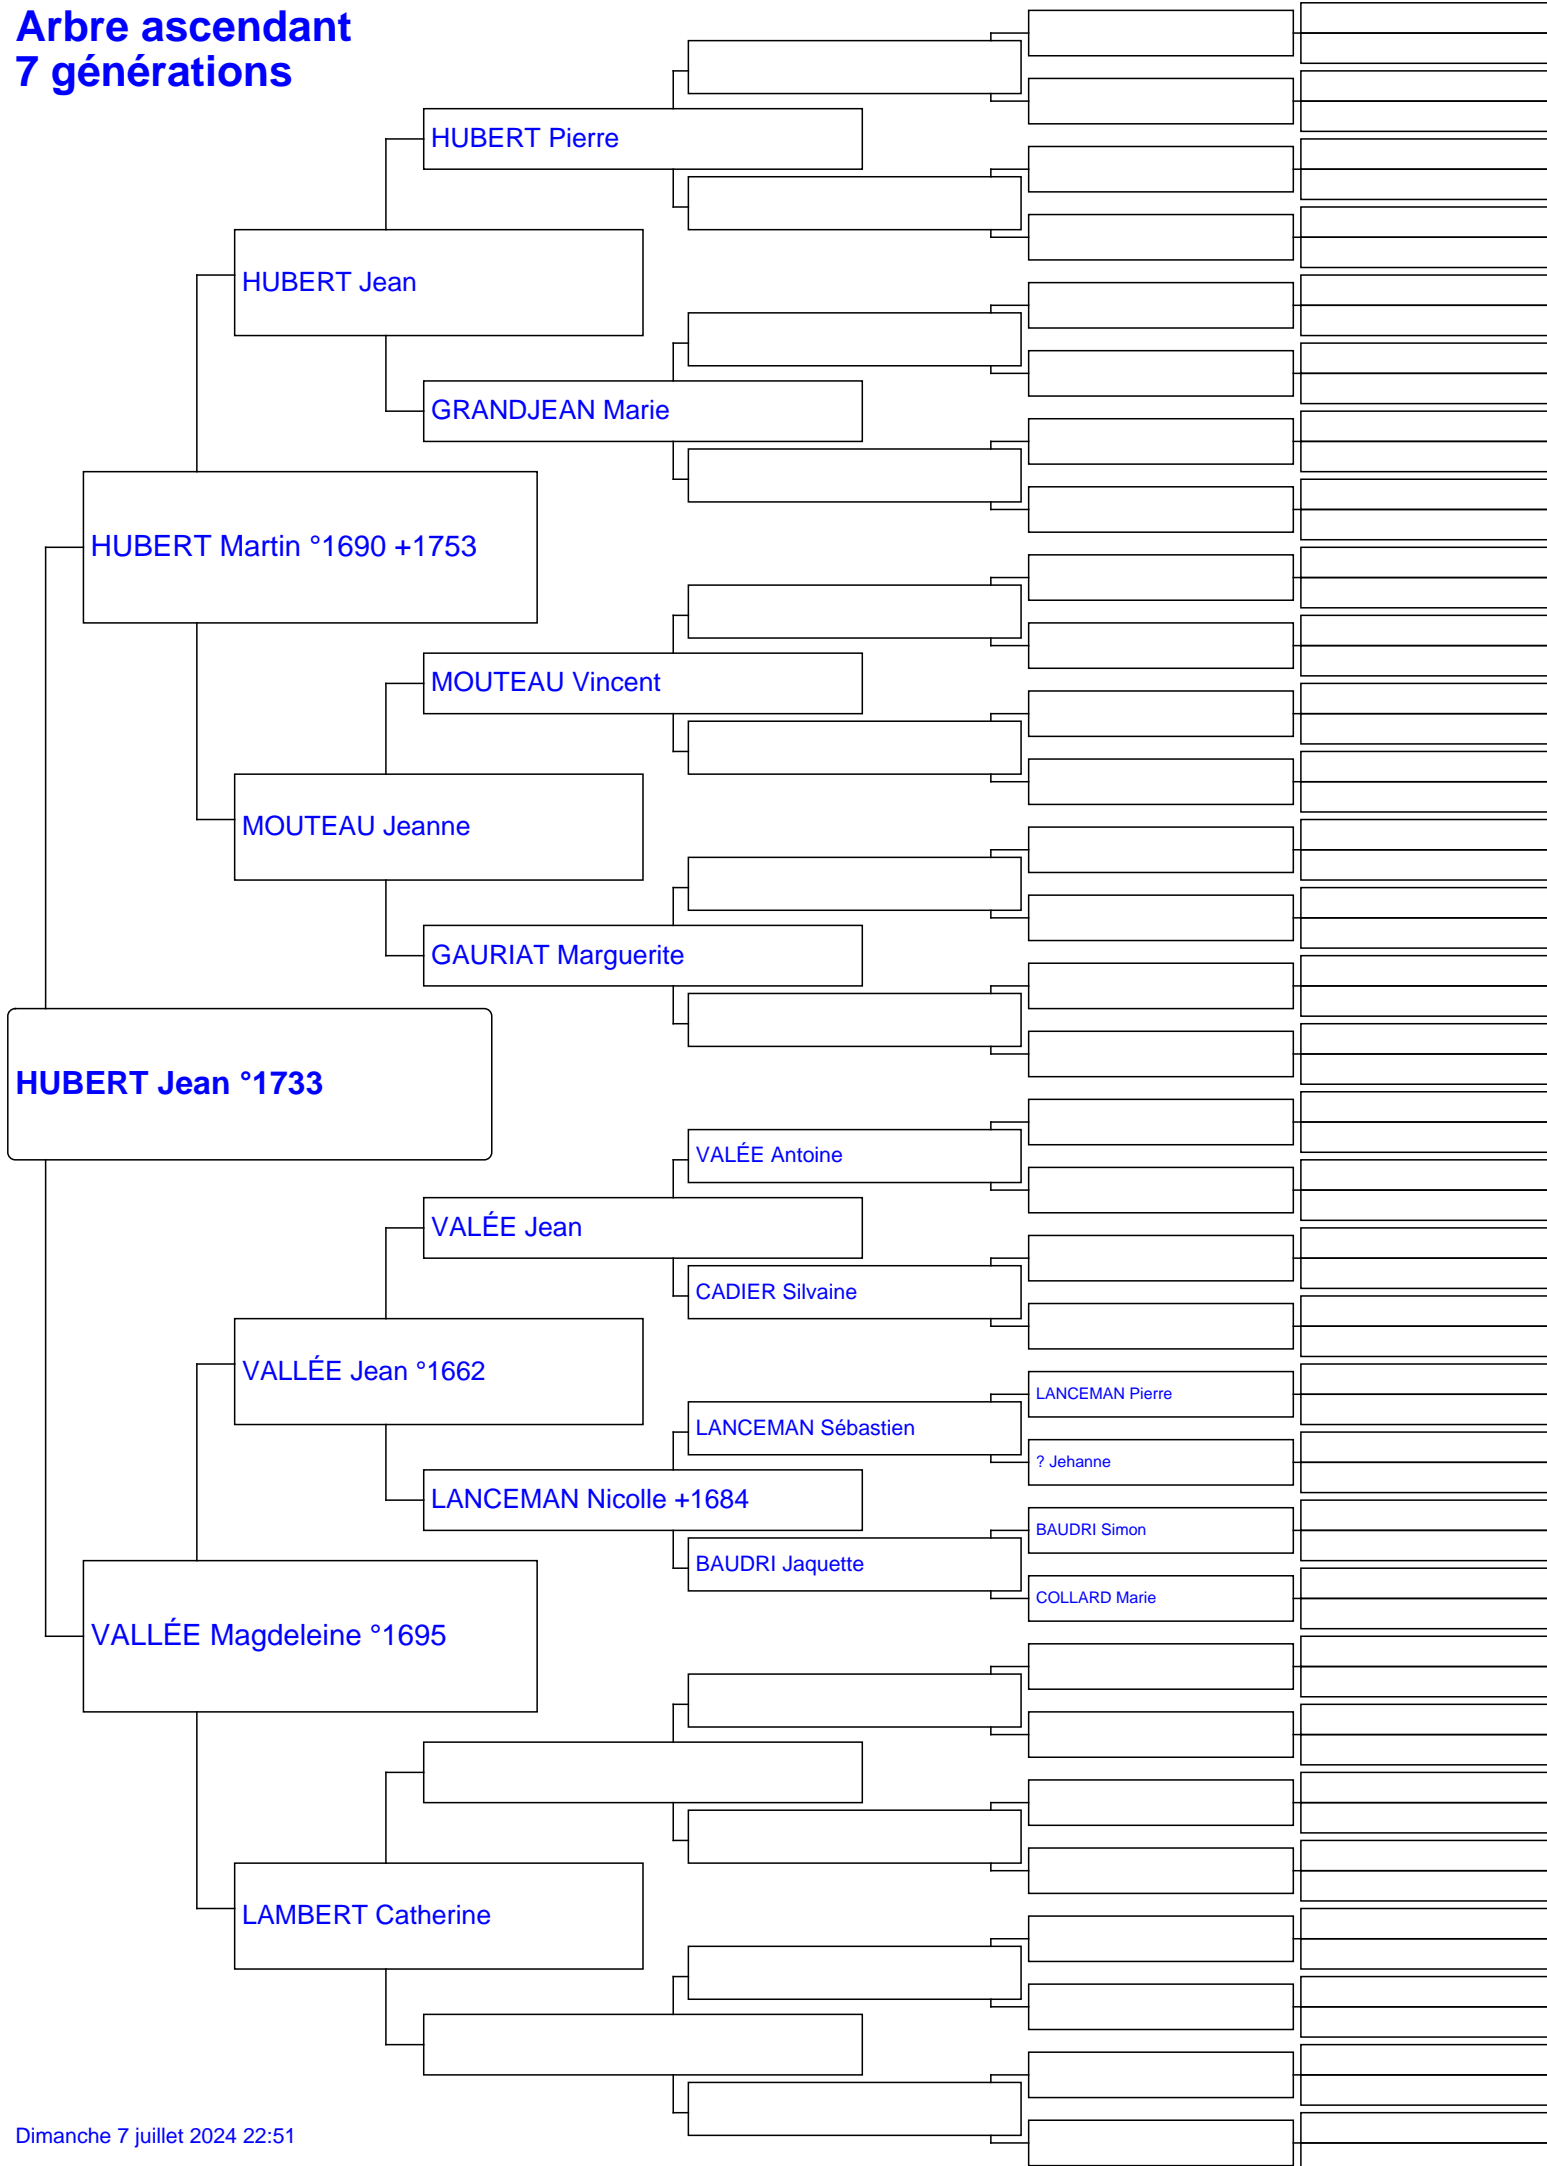 Arbre ascendant
7 générations
HUBERT Pierre
HUBERT Jean
GRANDJEAN Marie
HUBERT Martin °1690 +1753
MOUTEAU Vincent
MOUTEAU Jeanne
GAURIAT Marguerite
HUBERT Jean °1733
VALÉE Antoine
VALÉE Jean
CADIER Silvaine
VALLÉE Jean °1662
LANCEMAN Pierre
LANCEMAN Sébastien
? Jehanne
LANCEMAN Nicolle +1684
BAUDRI Simon
BAUDRI Jaquette
COLLARD Marie
VALLÉE Magdeleine °1695
LAMBERT Catherine
Dimanche 7 juillet 2024 22:51